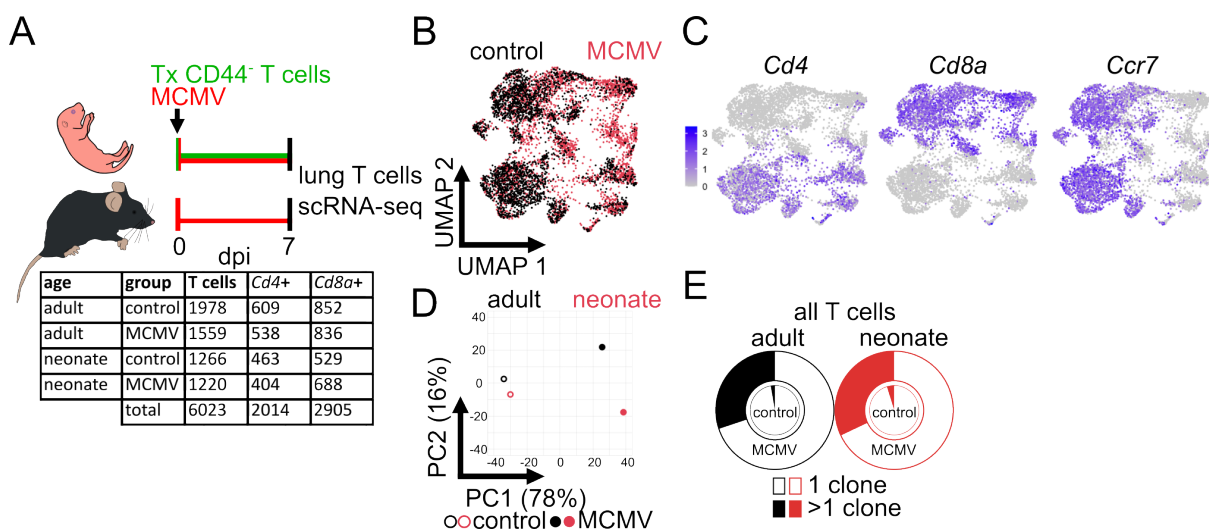 A
Tx CD44- T cells
MCMV
lung T cells
scRNA-seq
0
7
dpi
age group T cells Cd4+ Cd8a+
adult control 1978 609 852
adult MCMV 1559 538 836
neonate control 1266 463 529
neonate MCMV 1220 404 688
total 6023 2014 2905
B
control MCMV
UMAP 2
UMAP 1
C
Cd4 Cd8a Ccr7
3
2
1
0
D
adult neonate
40
20
0
-20
-40
-40 -20 0 20 40
PC2 (16%)
PC1 (78%)
control MCMV
E
all T cells
adult neonate
control control
MCMV MCMV
1 clone
>1 clone